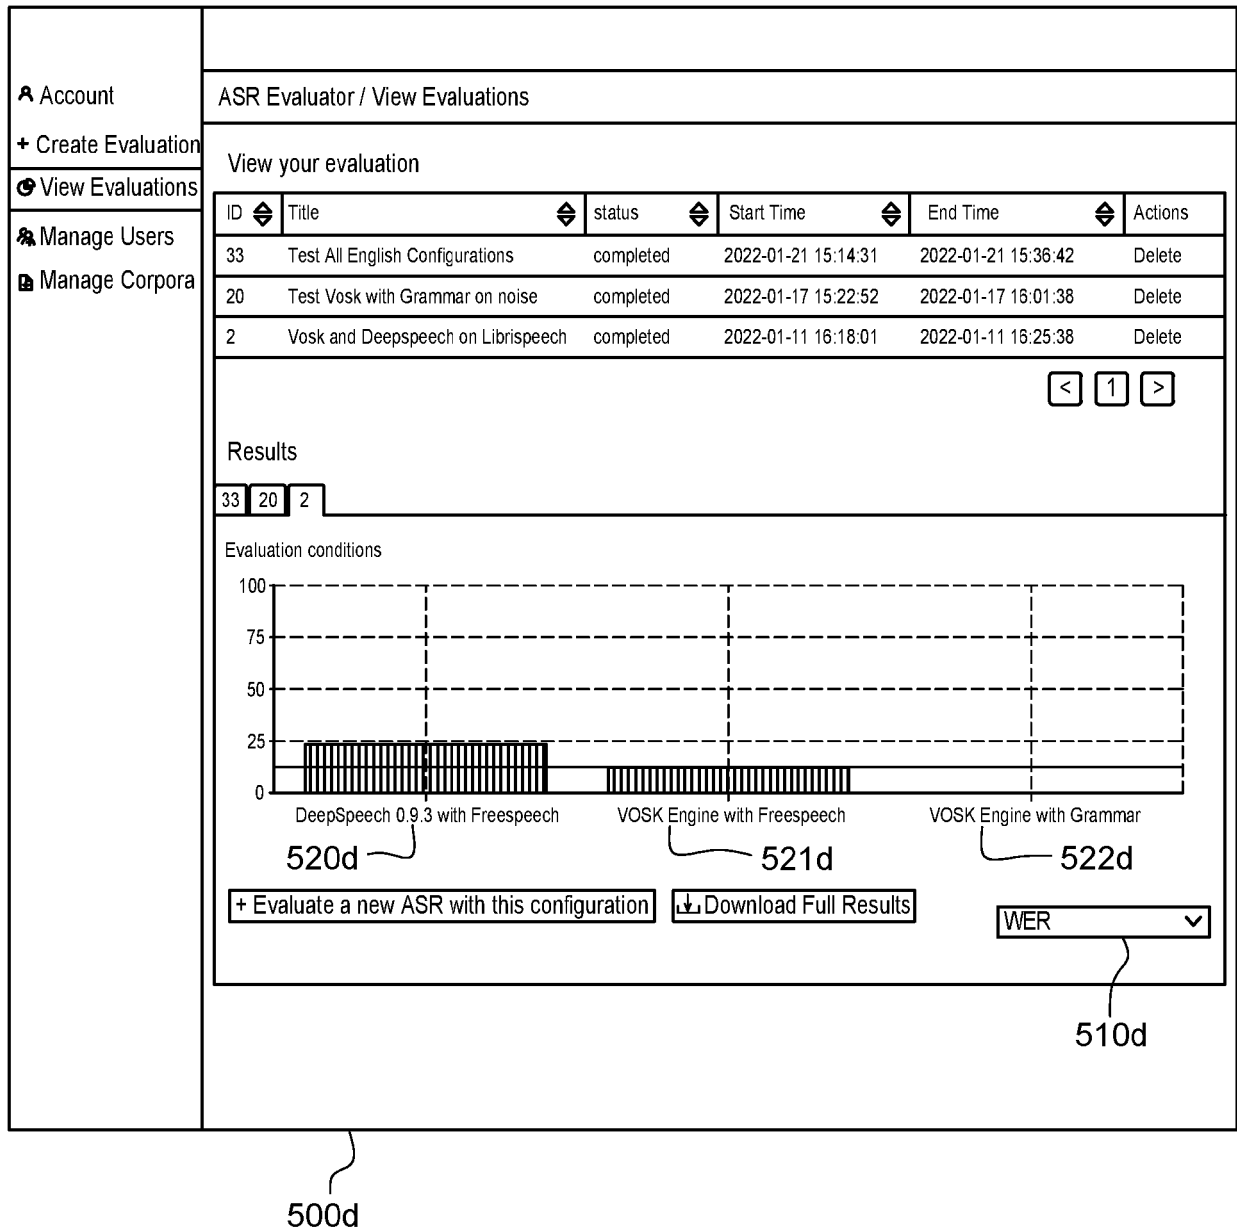 Account
+ Create Evaluation
View Evaluations
Manage Users
Manage Corpora
ASR Evaluator / View Evaluations
View your evaluation
ID Title status Start Time End Time Actions
33 Test All English Configurations completed 2022-01-21 15:14:31 2022-01-21 15:36:42 Delete
20 Test Vosk with Grammar on noise completed 2022-01-17 15:22:52 2022-01-17 16:01:38 Delete
2 Vosk and Deepspeech on Librispeech completed 2022-01-11 16:18:01 2022-01-11 16:25:38 Delete
< 1 >
Results
33 20 2
Evaluation conditions
100
75
50
25
0
DeepSpeech 0.9.3 with Freespeech VOSK Engine with Freespeech VOSK Engine with Grammar
520d 521d 522d
+ Evaluate a new ASR with this configuration Download Full Results
WER
510d
500d